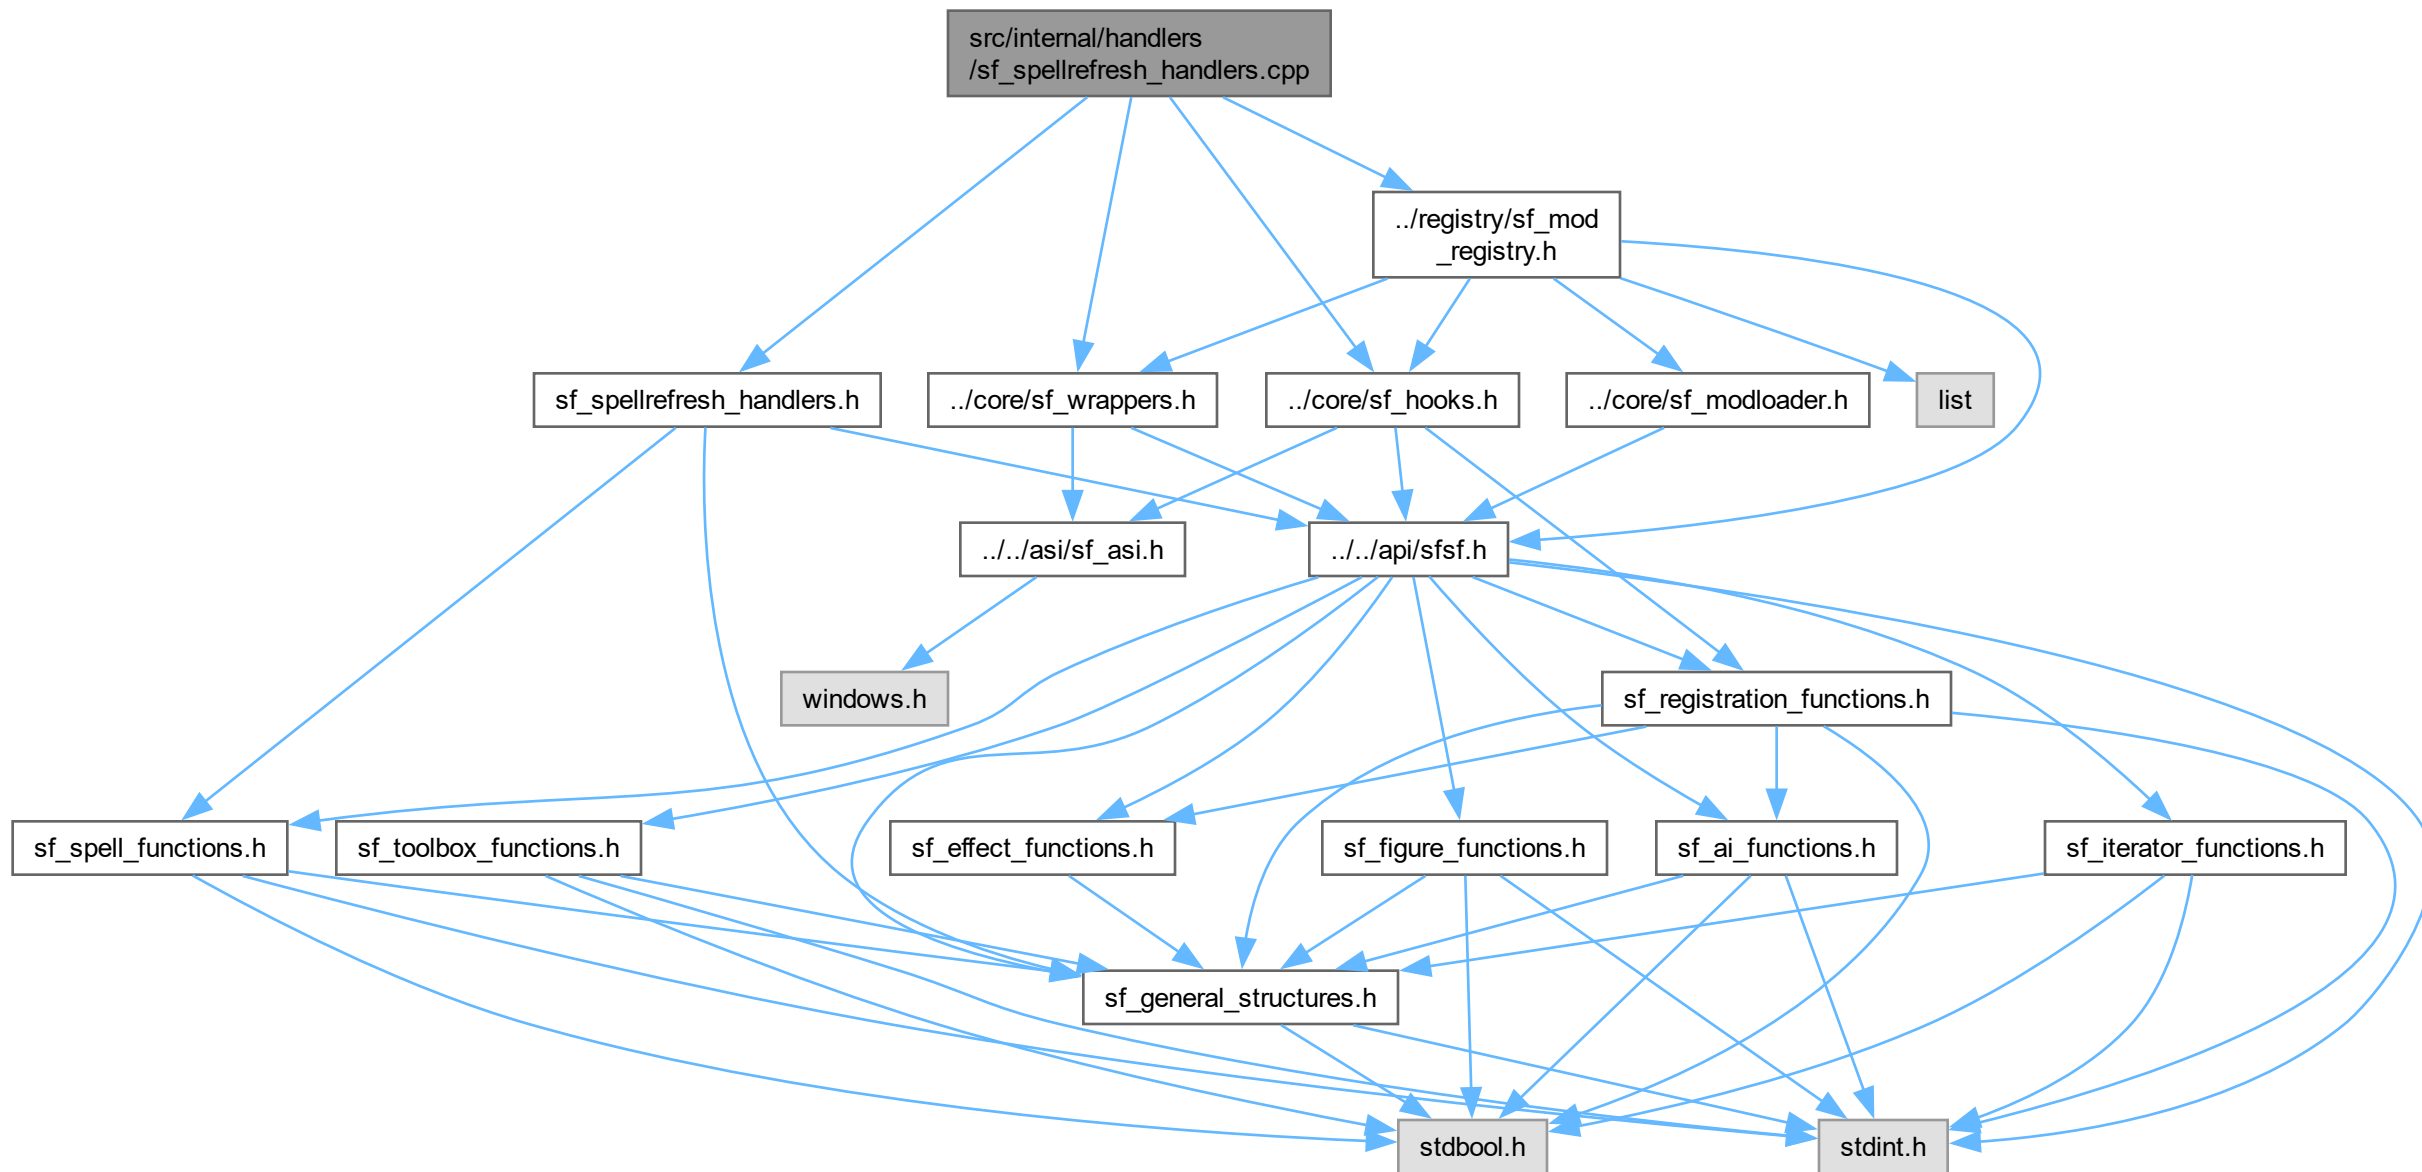 src/internal/handlers
/sf_spellrefresh_handlers.cpp
../registry/sf_mod
_registry.h
sf_spellrefresh_handlers.h
../core/sf_wrappers.h
../core/sf_hooks.h
../core/sf_modloader.h
list
../../asi/sf_asi.h
../../api/sfsf.h
windows.h
sf_registration_functions.h
sf_spell_functions.h
sf_toolbox_functions.h
sf_effect_functions.h
sf_figure_functions.h
sf_ai_functions.h
sf_iterator_functions.h
sf_general_structures.h
stdbool.h
stdint.h